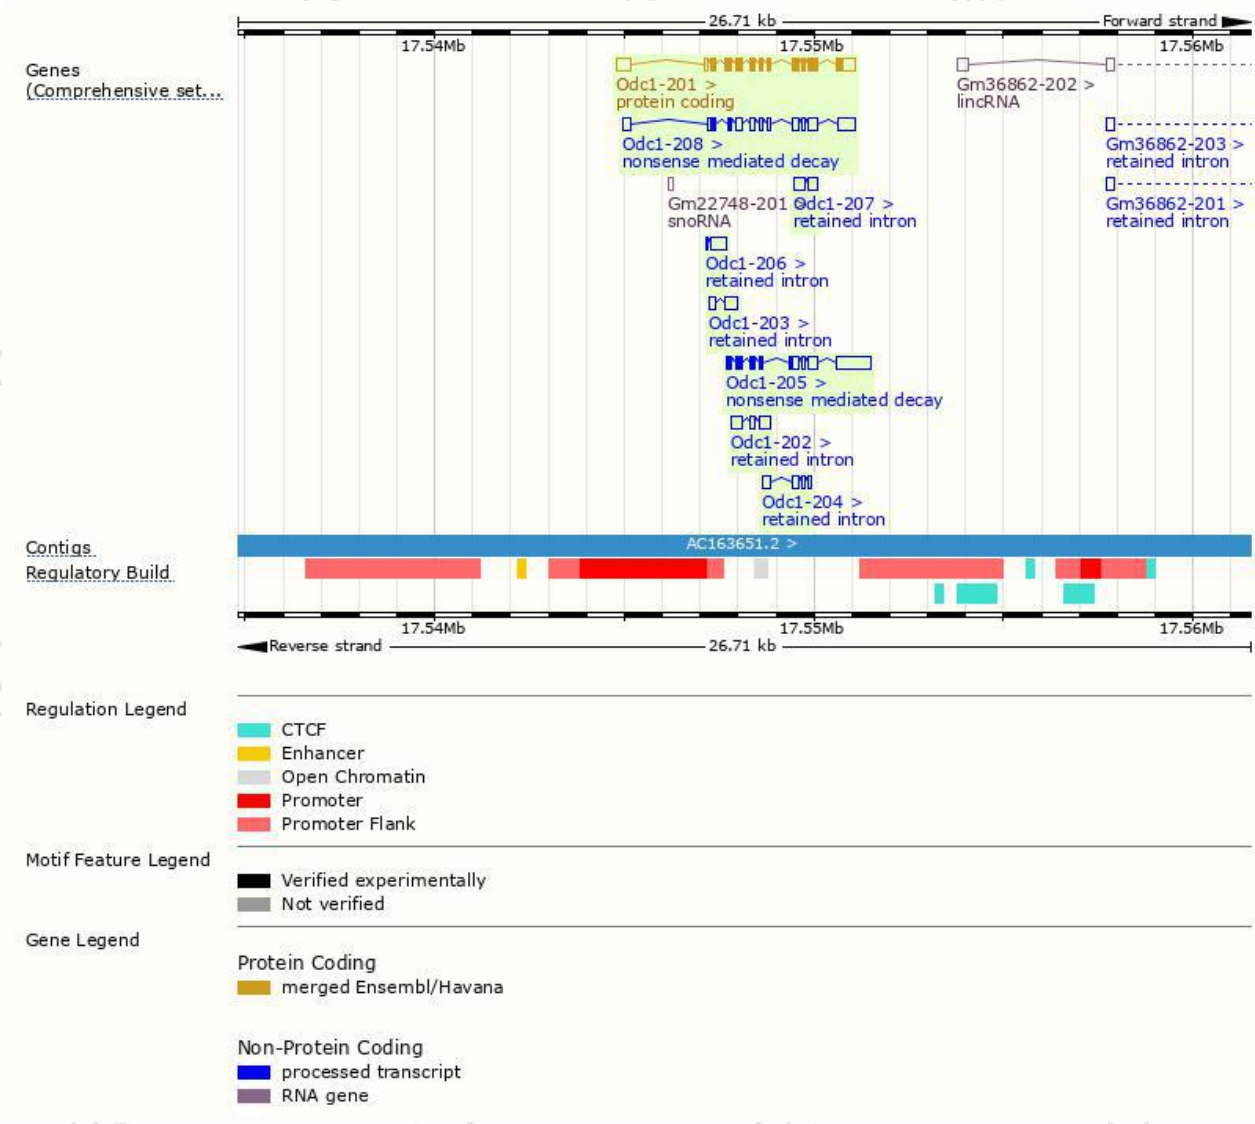 26.71 kb
Forward strand
17.54Mb 17.55Mb 17.56Mb
Genes
(Comprehensive set...
Odc1-201 >
protein coding
Gm36862-202 >
lincRNA
Odc1-208 >
nonsense mediated decay
Gm36862-203 >
retained intron
Gm22748-201 >
snoRNA
Odc1-207 >
retained intron
Gm36862-201 >
retained intron
Odc1-206 >
retained intron
Odc1-203 >
retained intron
Odc1-205 >
nonsense mediated decay
Odc1-202 >
retained intron
Odc1-204 >
retained intron
Contigs
AC163651.2 >
Regulatory Build
17.54Mb 17.55Mb 17.56Mb
Reverse strand
26.71 kb
Regulation Legend
CTCF
Enhancer
Open Chromatin
Promoter
Promoter Flank
Motif Feature Legend
Verified experimentally
Not verified
Gene Legend
Protein Coding
merged Ensembl/Havana
Non-Protein Coding
processed transcript
RNA gene